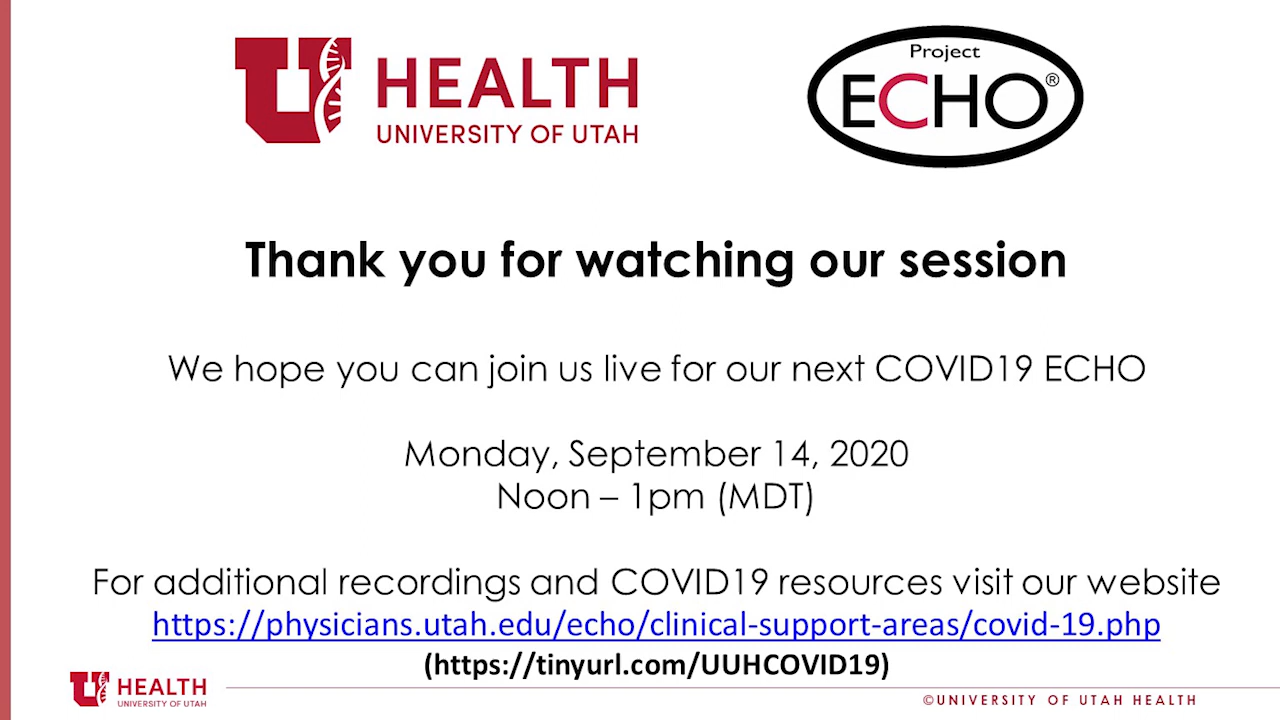 HEALTH
UNIVERSITY OF UTAH
Project
ECHO®
Thank you for watching our session
We hope you can join us live for our next COVID19 ECHO
Monday, September 14, 2020
Noon – 1pm (MDT)
For additional recordings and COVID19 resources visit our website
https://physicians.utah.edu/echo/clinical-support-areas/covid-19.php
(https://tinyurl.com/UUHCOVID19)
HEALTH
UNIVERSITY OF UTAH
©UNIVERSITY OF UTAH HEALTH